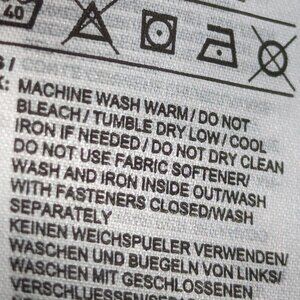 40
S /
K: MACHINE WASH WARM / DO NOT
BLEACH / TUMBLE DRY LOW / COOL
IRON IF NEEDED / DO NOT DRY CLEAN
DO NOT USE FABRIC SOFTENER/
WASH AND IRON INSIDE OUT/WASH
WITH FASTENERS CLOSED/WASH
SEPARATELY
KEINEN WEICHSPUELER VERWENDEN/
WASCHEN UND BUEGELN VON LINKS/
WASCHEN MIT GESCHLOSSENEN
VERSCHLUESSEN/SE